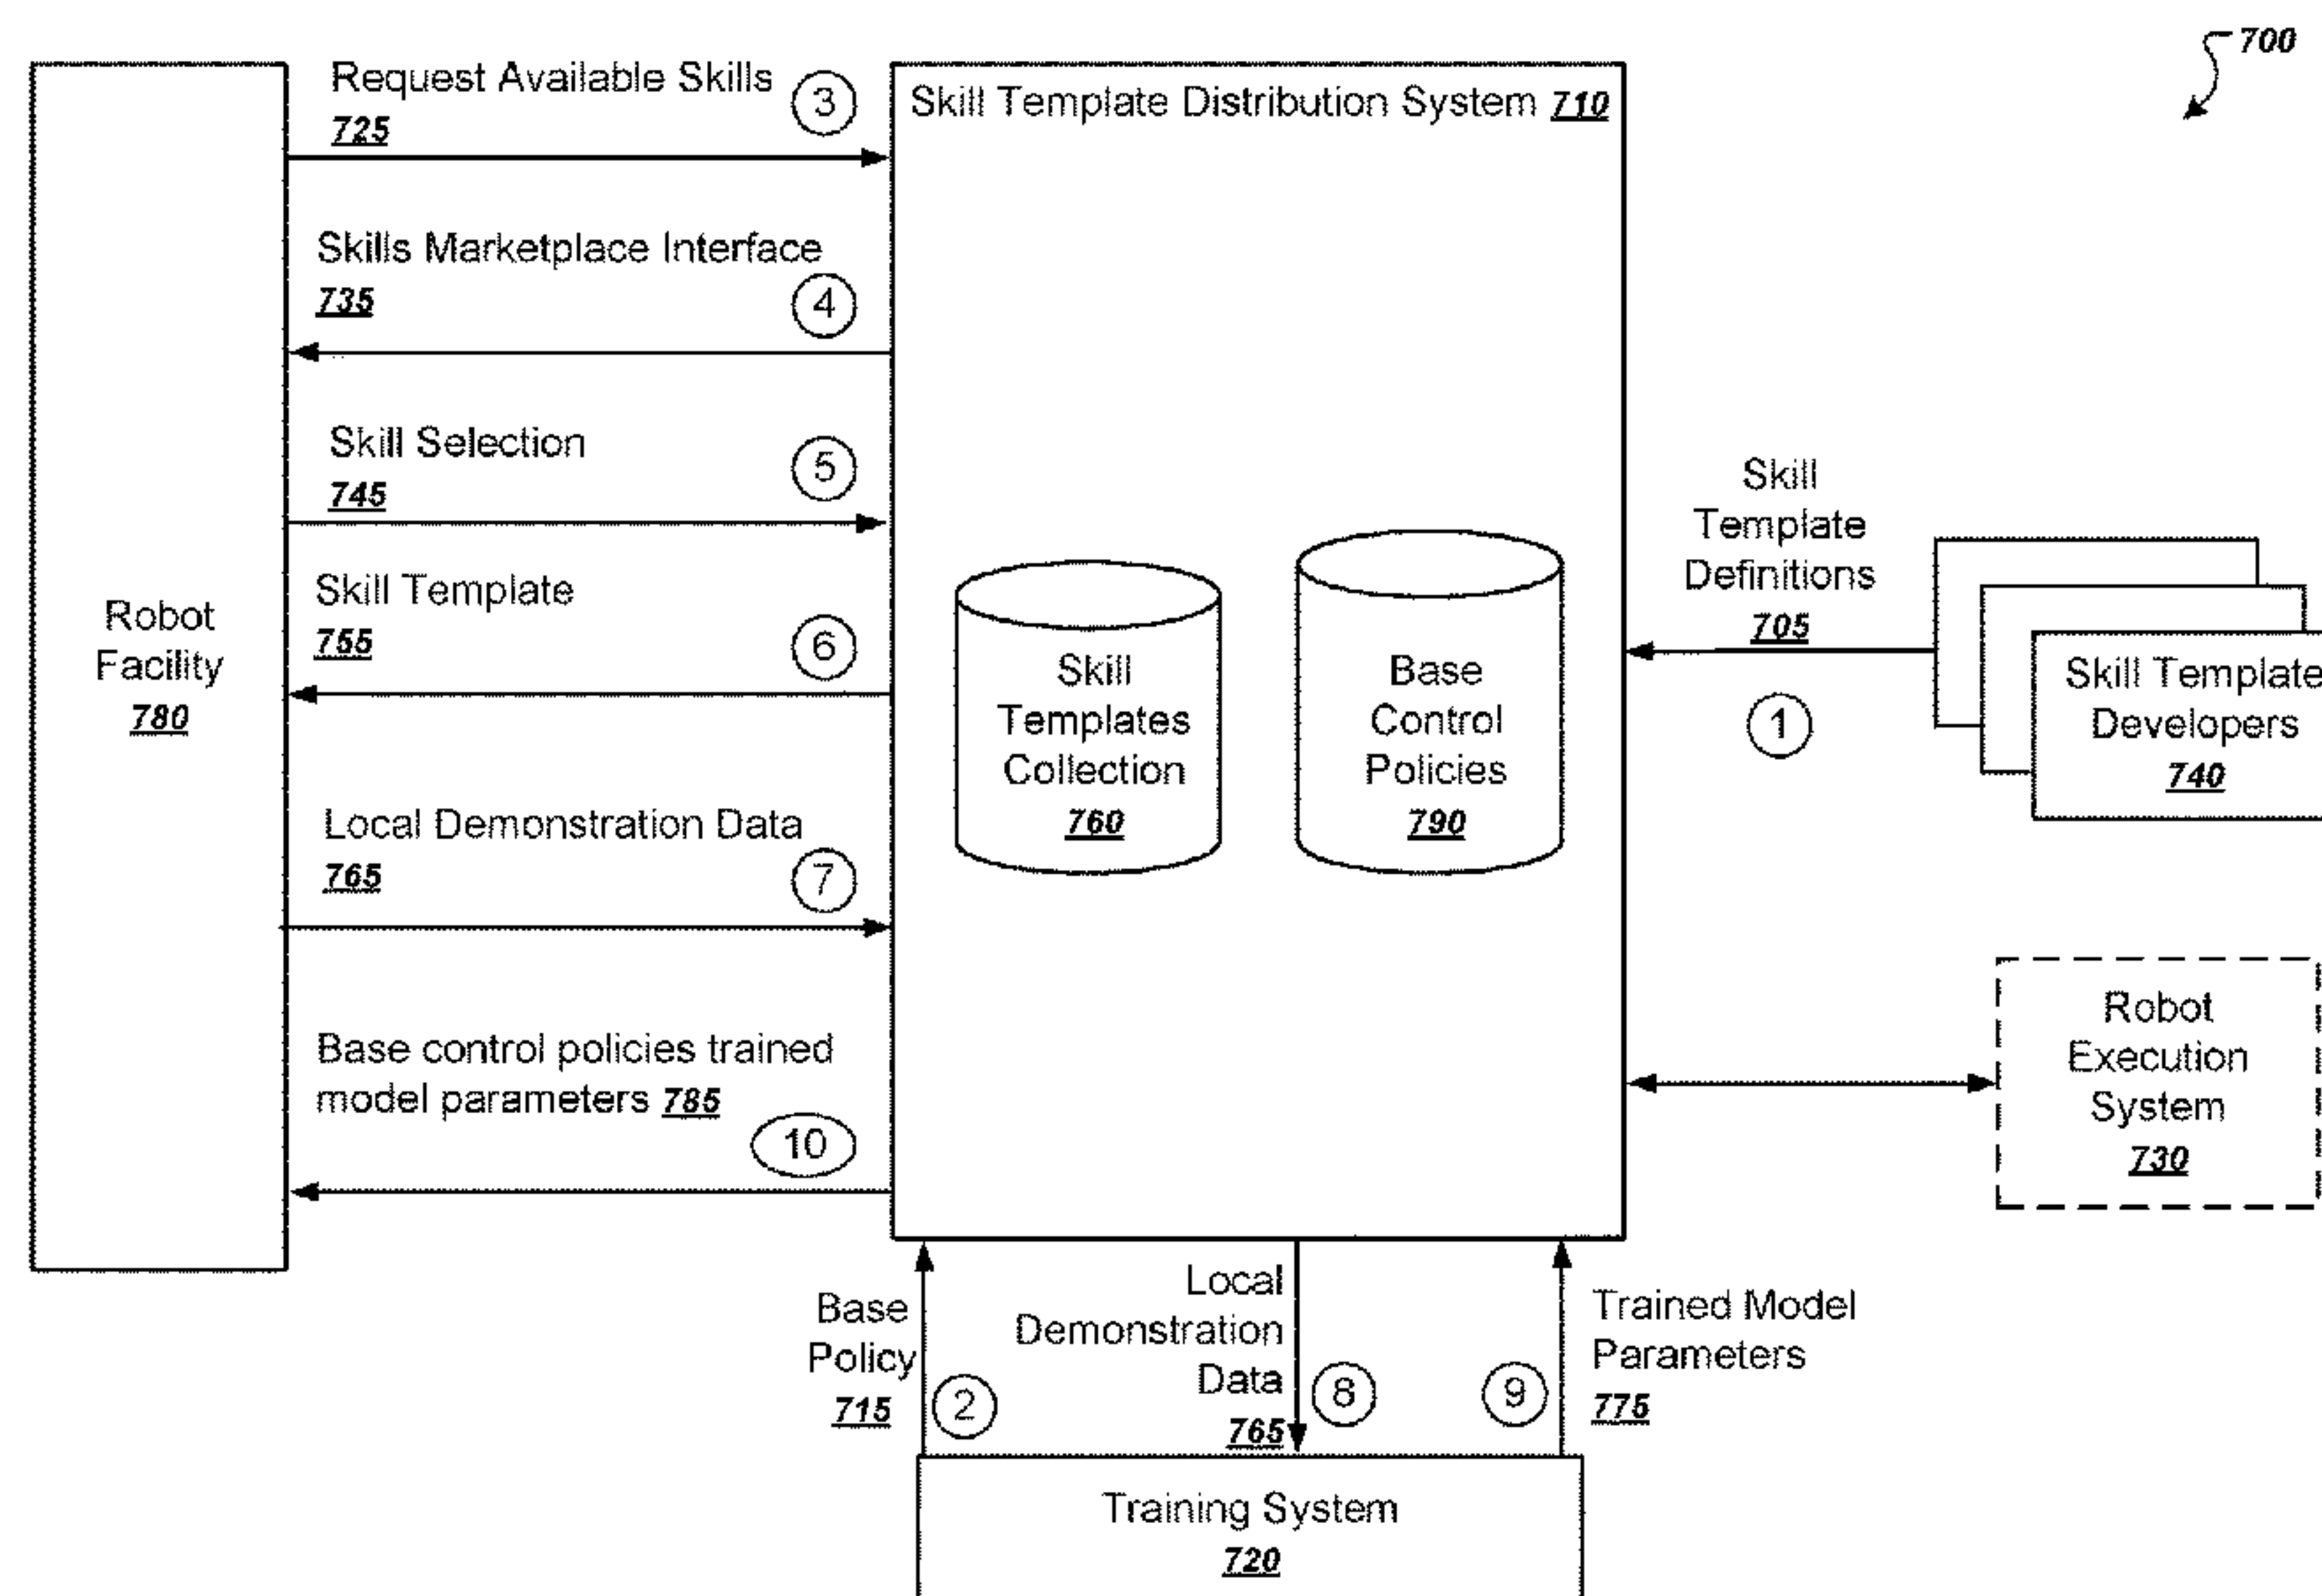 700
Request Available Skills
725
3
Skills Marketplace Interface
735
4
Skill Selection
745
5
Skill Template
755
6
Local Demonstration Data
765
7
Base control policies trained
model parameters 785
10
Robot
Facility
780
Skill Template Distribution System 710
Skill
Templates
Collection
760
Base
Control
Policies
790
Skill
Template
Definitions
705
1
Skill Template
Developers
740
Robot
Execution
System
730
Base
Policy
715
2
Local
Demonstration
Data
765
8
9
Trained Model
Parameters
775
Training System
720